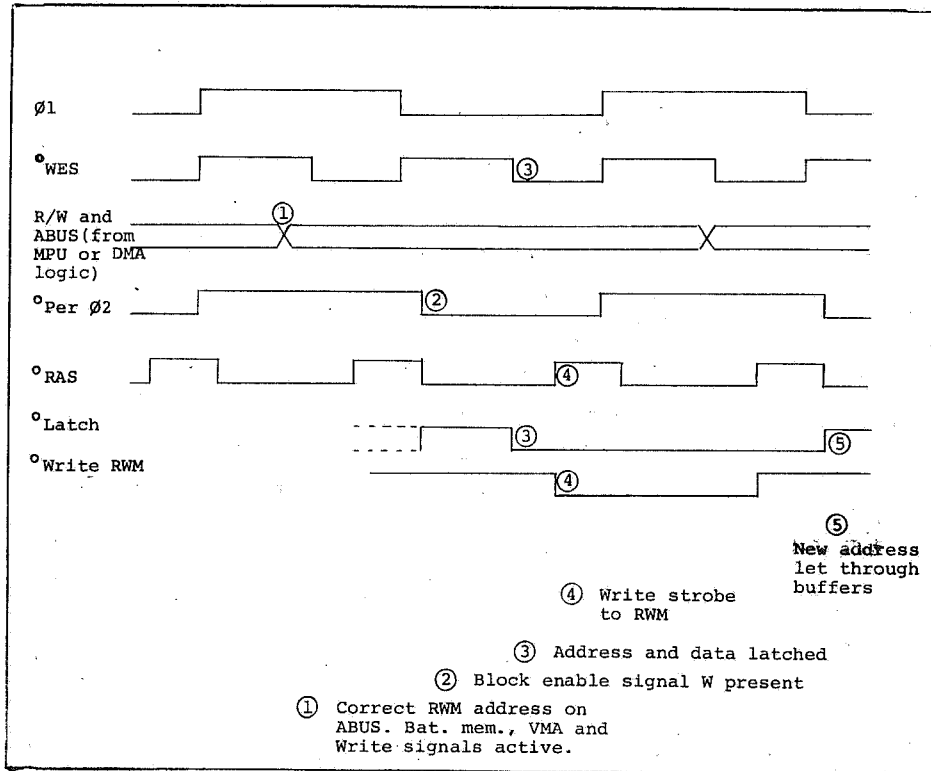 Ø1
°WES
③
R/W and
①
ABUS(from
MPU or DMA
logic)
°Per Ø2
②
°RAS
④
°Latch
③
⑤
°Write RWM
④
⑤
New address
let through
buffers
④ Write strobe
to RWM
③ Address and data latched
② Block enable signal W present
① Correct RWM address on
ABUS. Bat. mem., VMA and
Write signals active.